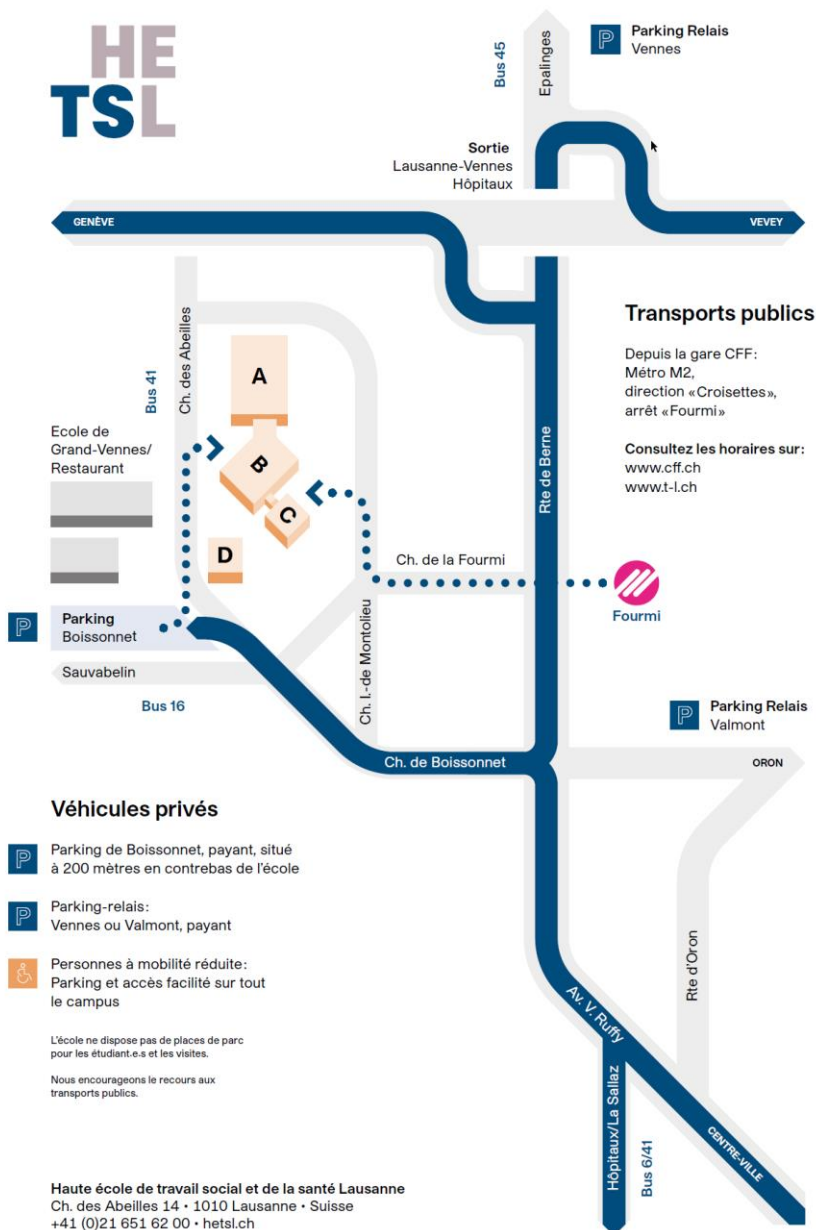 HE
TSL
Bus 45
Epalinges
P
Parking Relais
Vennes
Sortie
Lausanne-Vennes
Hôpitaux
GENÈVE
VEVEY
Ch. des Abeilles
Bus 41
A
B
C
D
Ecole de
Grand-Vennes/
Restaurant
Rte de Berne
Transports publics
Depuis la gare CFF:
Métro M2,
direction «Croisettes»,
arrêt «Fourmi»
Consultez les horaires sur:
www.cff.ch
www.t-l.ch
Ch. de la Fourmi
Fourmi
P
Parking
Boissonnet
Sauvabelin
Bus 16
Ch. I.-de Montolieu
P
Parking Relais
Valmont
Ch. de Boissonnet
ORON
Véhicules privés
P
Parking de Boissonnet, payant, situé
à 200 mètres en contrebas de l'école
P
Parking-relais:
Vennes ou Valmont, payant
Personnes à mobilité réduite:
Parking et accès facilité sur tout
le campus
L'école ne dispose pas de places de parc
pour les étudiant.e.s et les visites.
Nous encourageons le recours aux
transports publics.
Rte d'Oron
Av. V. Ruffy
Hôpitaux/La Sallaz
Bus 6/41
CENTRE-VILLE
Haute école de travail social et de la santé Lausanne
Ch. des Abeilles 14 • 1010 Lausanne • Suisse
+41 (0)21 651 62 00 • hetsl.ch